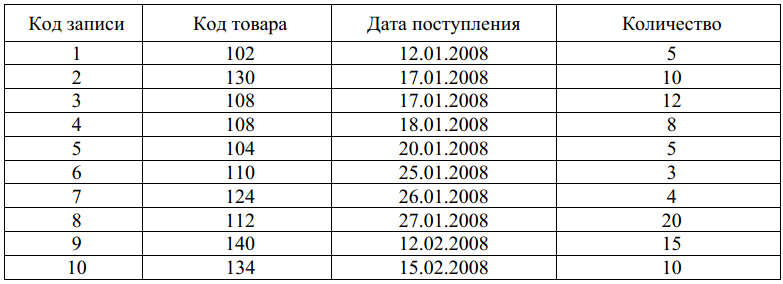 Код записи Код товара Дата поступления Количество
1 102 12.01.2008 5
2 130 17.01.2008 10
3 108 17.01.2008 12
4 108 18.01.2008 8
5 104 20.01.2008 5
6 110 25.01.2008 3
7 124 26.01.2008 4
8 112 27.01.2008 20
9 140 12.02.2008 15
10 134 15.02.2008 10